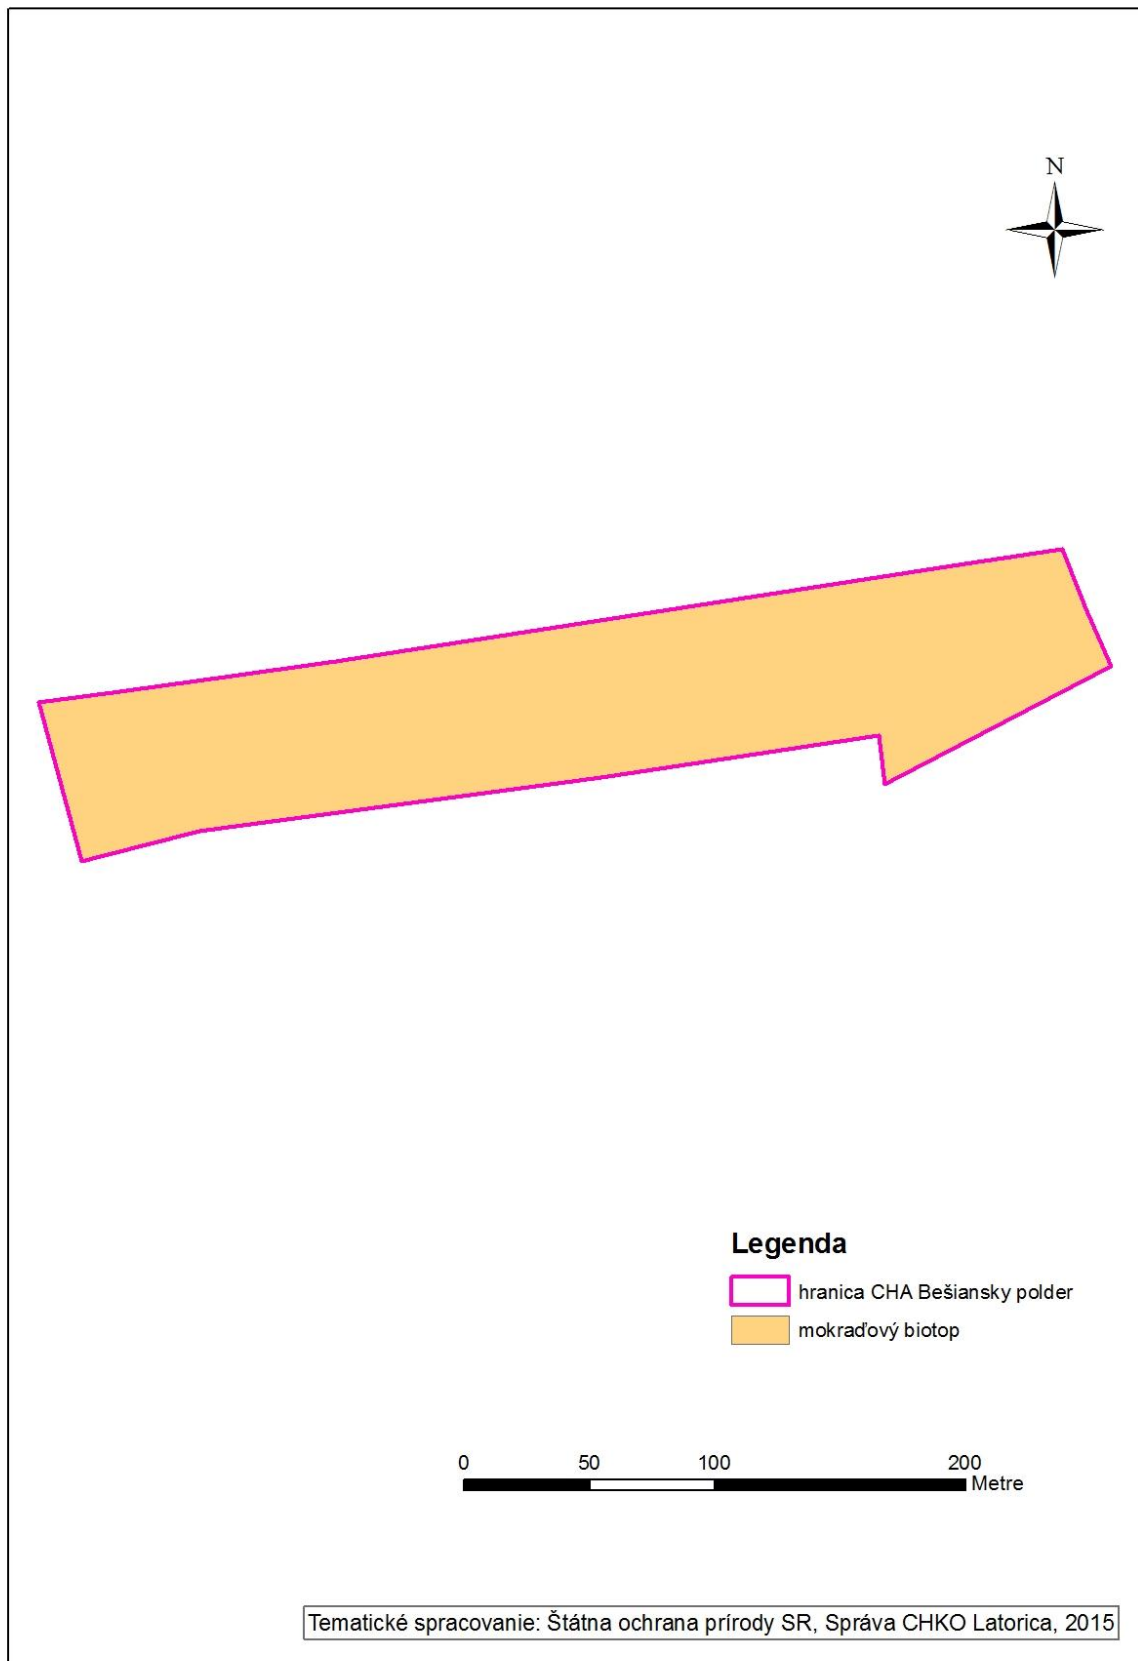 N
Legenda
hranica CHA Bešiansky polder
mokraďový biotop
0 50 100 200
Metre
Tematické spracovanie: Štátna ochrana prírody SR, Správa CHKO Latorica, 2015